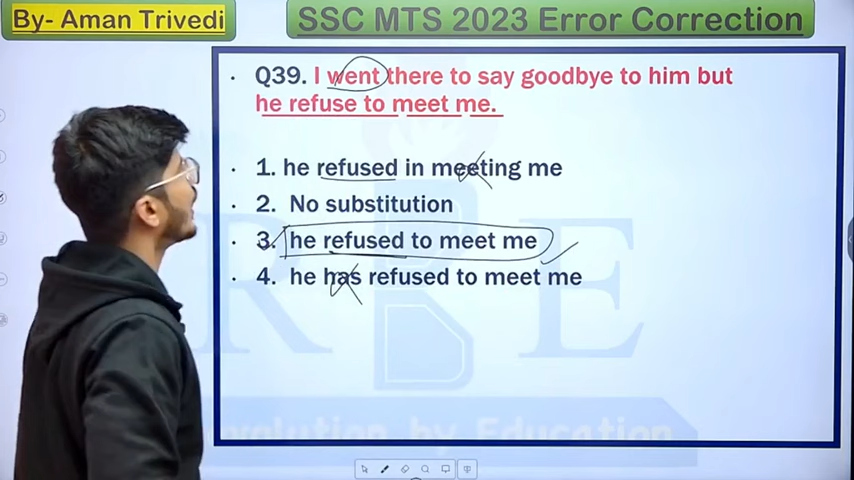 By- Aman Trivedi
SSC MTS 2023 Error Correction
Q39. I went there to say goodbye to him but
he refuse to meet me.
1. he refused in meeting me
2. No substitution
3. he refused to meet me
4. he has refused to meet me
R E
by Education